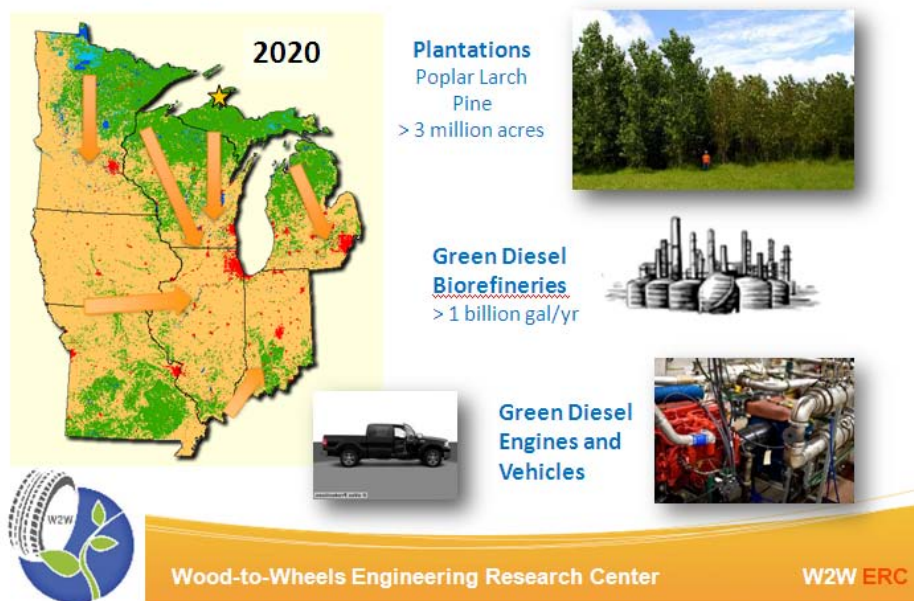 2020
Plantations
Poplar Larch
Pine
> 3 million acres
Green Diesel
Biorefineries
> 1 billion gal/yr
Green Diesel
Engines and
Vehicles
W2W
Wood-to-Wheels Engineering Research Center
W2W ERC